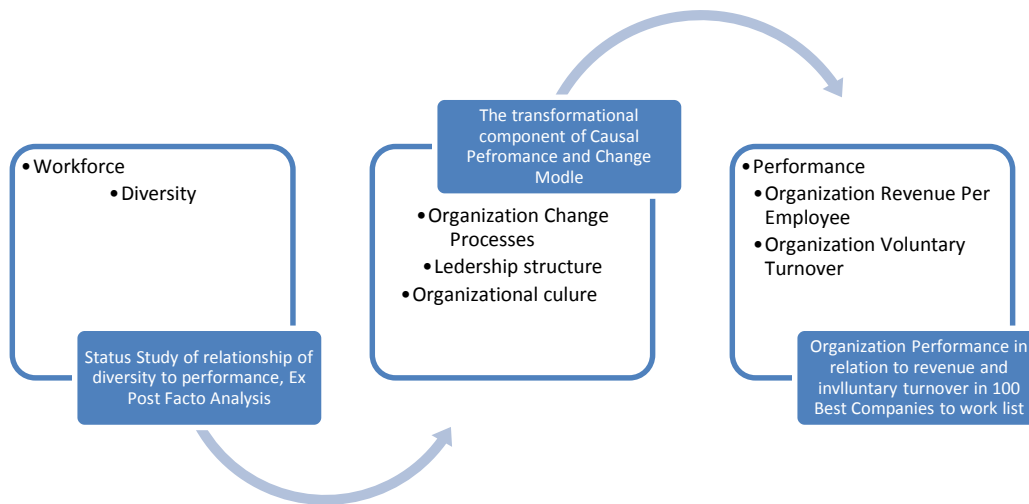 •Workforce
•Diversity
Status Study of relationship of
diversity to performance, Ex
Post Facto Analysis
The transformational
component of Causal
Pefromance and Change
Modle
•Organization Change
Processes
•Ledership structure
•Organizational culure
•Performance
•Organization Revenue Per
Employee
•Organization Voluntary
Turnover
Organization Performance in
relation to revenue and
invlluntary turnover in 100
Best Companies to work list